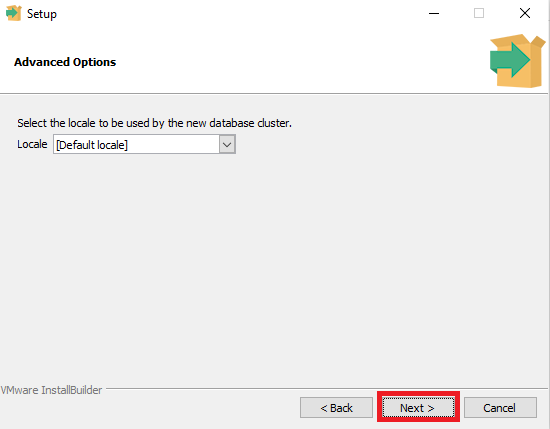 Setup
Advanced Options
Select the locale to be used by the new database cluster.
Locale [Default locale]
VMware InstallBuilder
< Back Next > Cancel